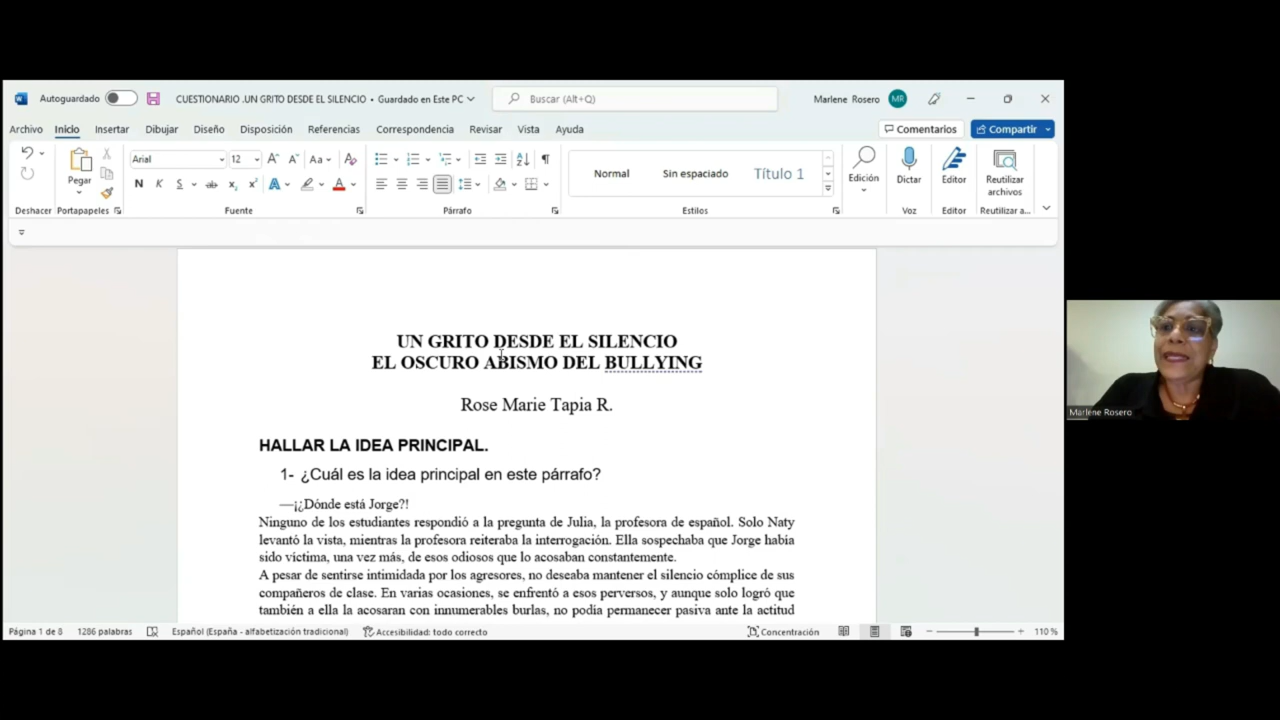 Autoguardado
CUESTIONARIO .UN GRITO DESDE EL SILENCIO • Guardado en Este PC
Buscar (Alt+Q)
Marlene Rosero
MR
Archivo Inicio Insertar Dibujar Diseño Disposición Referencias Correspondencia Revisar Vista Ayuda
Comentarios
Compartir
Pegar
Arial
12
Aa
N K S ab x₂ x² A A
Normal
Sin espaciado
Título 1
Edición
Dictar
Editor
Reutilizar
archivos
Deshacer Portapapeles Fuente Párrafo Estilos Voz Editor Reutilizar a...
UN GRITO DESDE EL SILENCIO
EL OSCURO ABISMO DEL BULLYING
Rose Marie Tapia R.
HALLAR LA IDEA PRINCIPAL.
1- ¿Cuál es la idea principal en este párrafo?
—¡¿Dónde está Jorge?!
Ninguno de los estudiantes respondió a la pregunta de Julia, la profesora de español. Solo Naty
levantó la vista, mientras la profesora reiteraba la interrogación. Ella sospechaba que Jorge había
sido víctima, una vez más, de esos odiosos que lo acosaban constantemente.
A pesar de sentirse intimidada por los agresores, no deseaba mantener el silencio cómplice de sus
compañeros de clase. En varias ocasiones, se enfrentó a esos perversos, y aunque solo logró que
también a ella la acosaran con innumerables burlas, no podía permanecer pasiva ante la actitud
Página 1 de 8 1286 palabras Español (España - alfabetización tradicional) Accesibilidad: todo correcto Concentración 110 %
Marlene Rosero